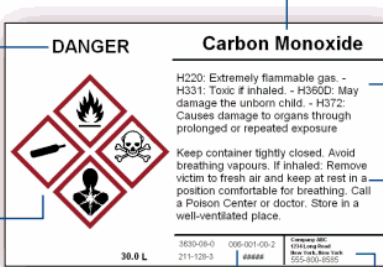 DANGER
Carbon Monoxide
H220: Extremely flammable gas. -
H331: Toxic if inhaled. - H360D: May
damage the unborn child. - H372:
Causes damage to organs through
prolonged or repeated exposure
Keep container tightly closed. Avoid
breathing vapours. If inhaled: Remove
victim to fresh air and keep at rest in a
position comfortable for breathing. Call
a Poison Center or doctor. Store in a
well-ventilated place.
30.0 L
3630-08-0 006-001-00-2
211-128-3 #####
Company ABC
1234 Long Road
New York, New York
555-800-8585